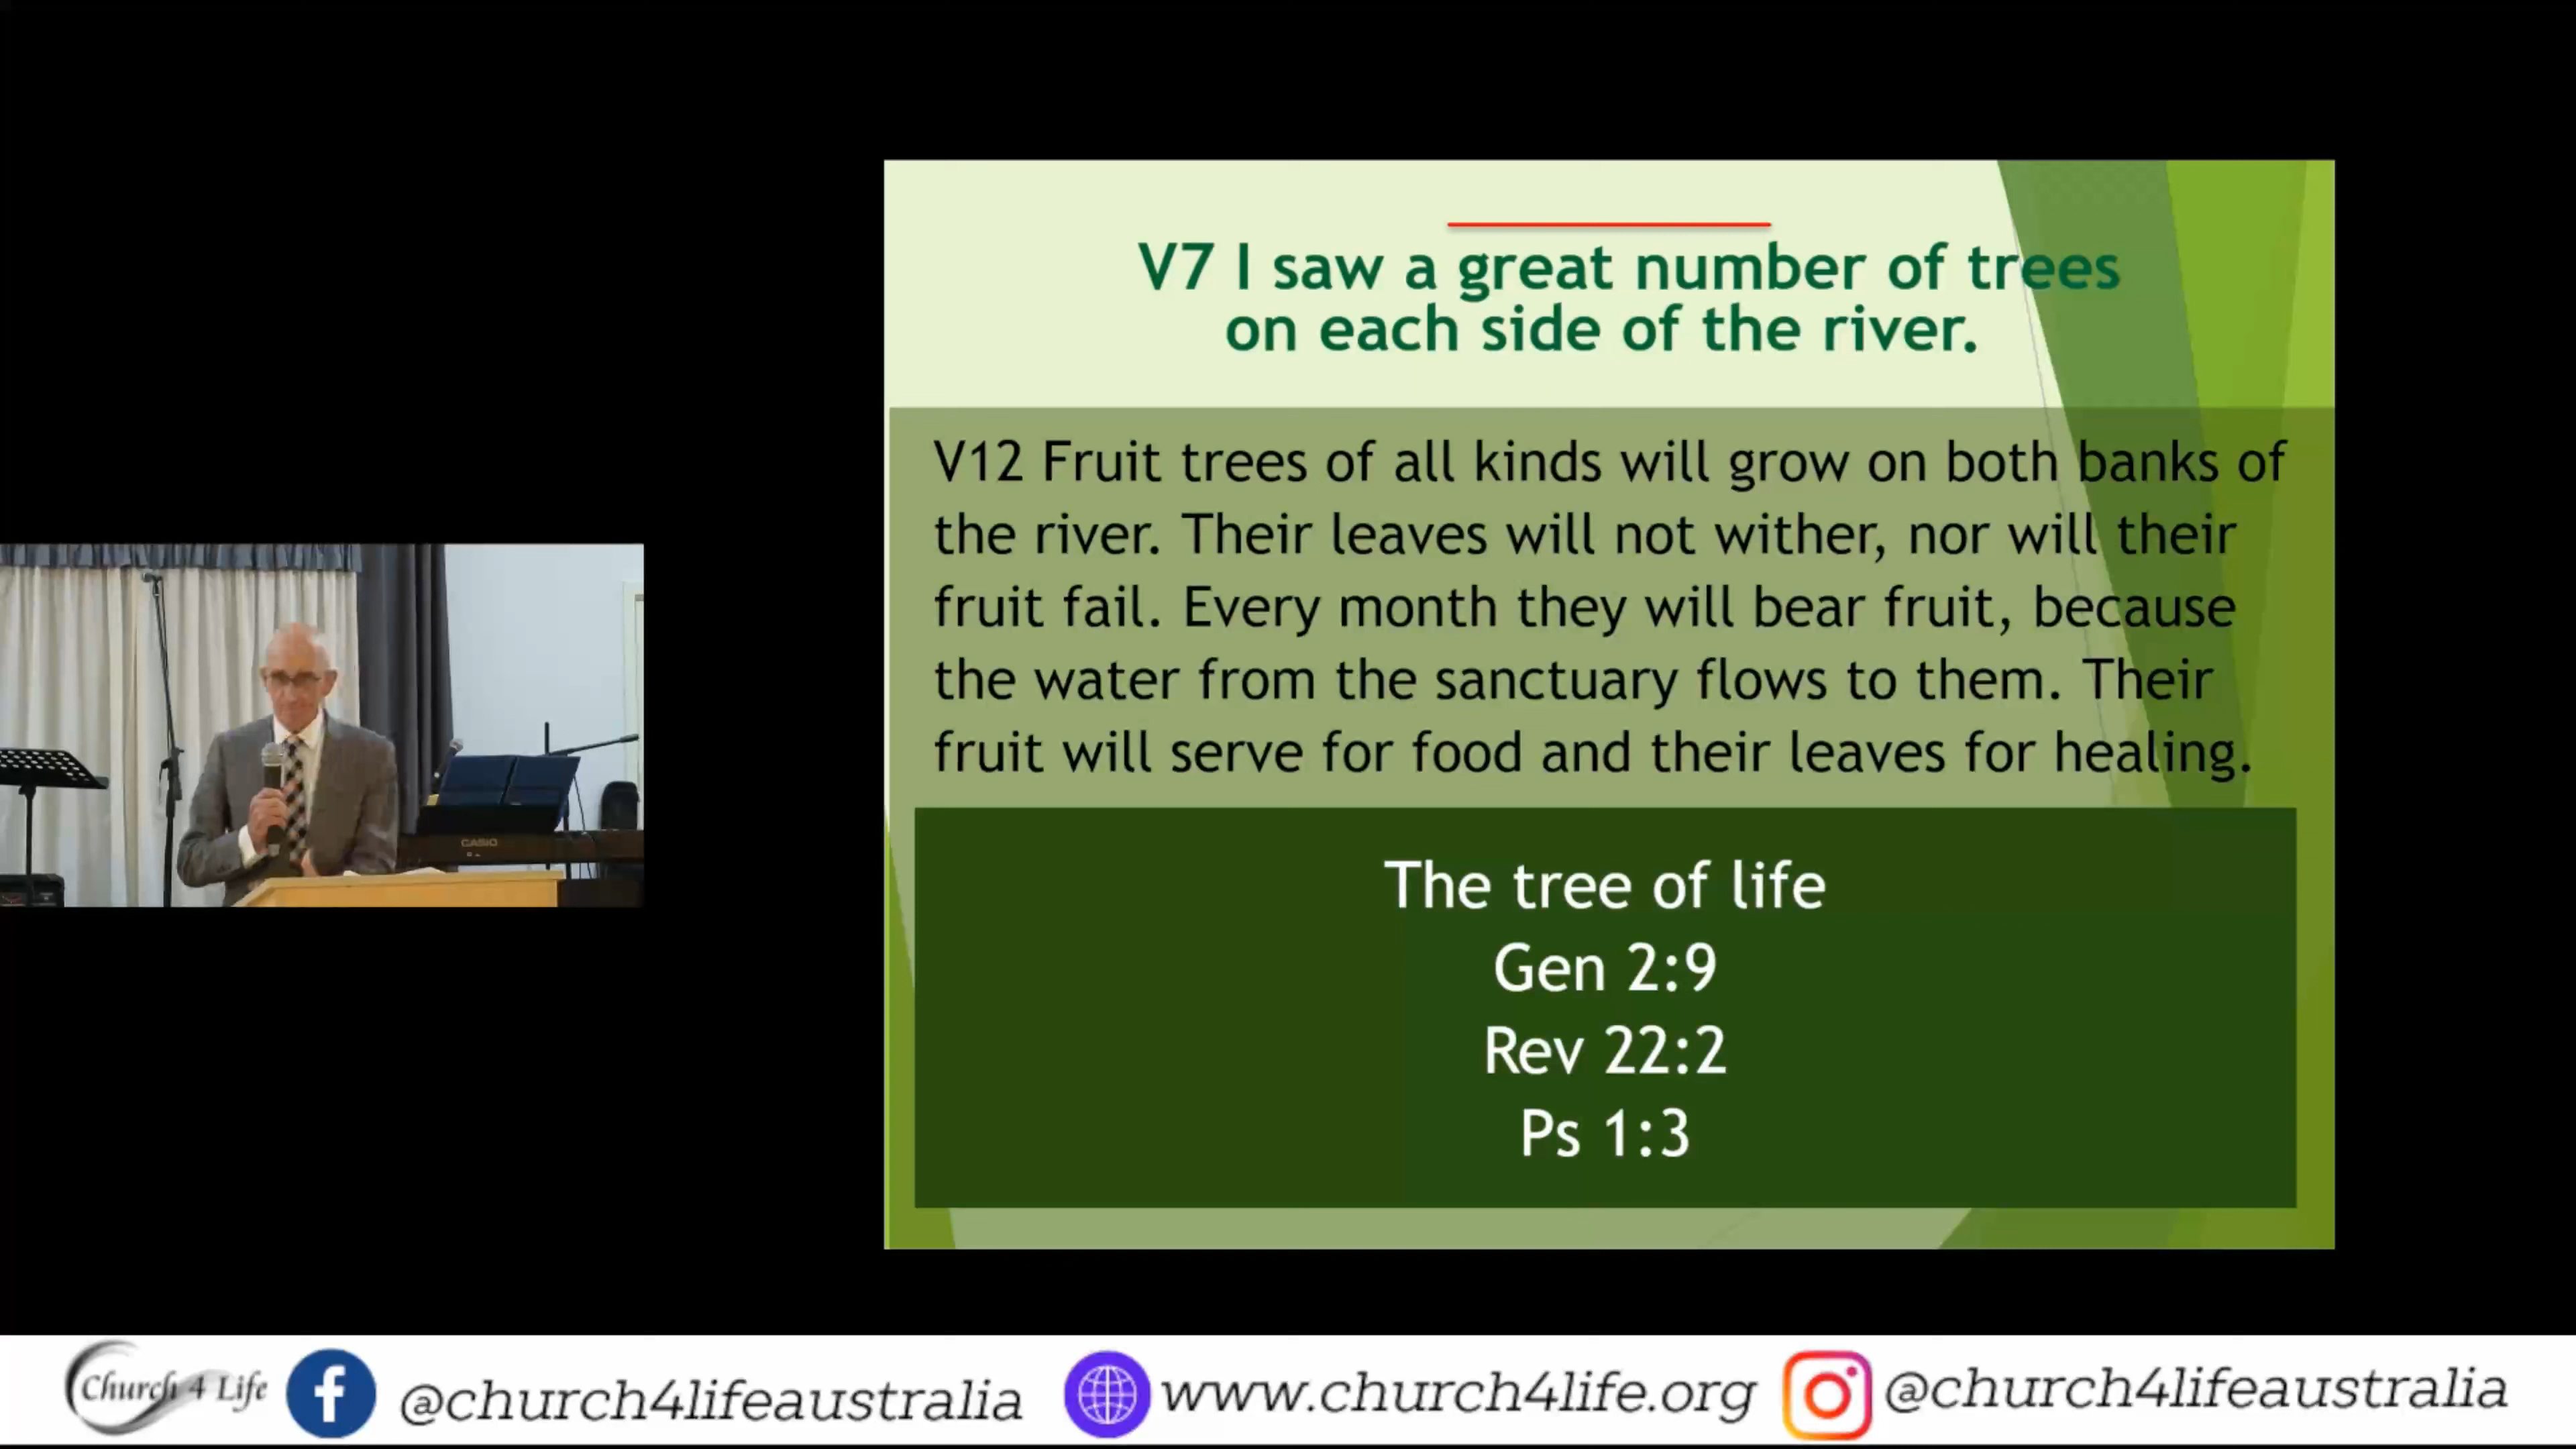 V7 I saw a great number of trees
on each side of the river.
V12 Fruit trees of all kinds will grow on both banks of
the river. Their leaves will not wither, nor will their
fruit fail. Every month they will bear fruit, because
the water from the sanctuary flows to them. Their
fruit will serve for food and their leaves for healing.
The tree of life
Gen 2:9
Rev 22:2
Ps 1:3
CASIO
Church 4 Life
@church4lifeaustralia
www.church4life.org
@church4lifeaustralia